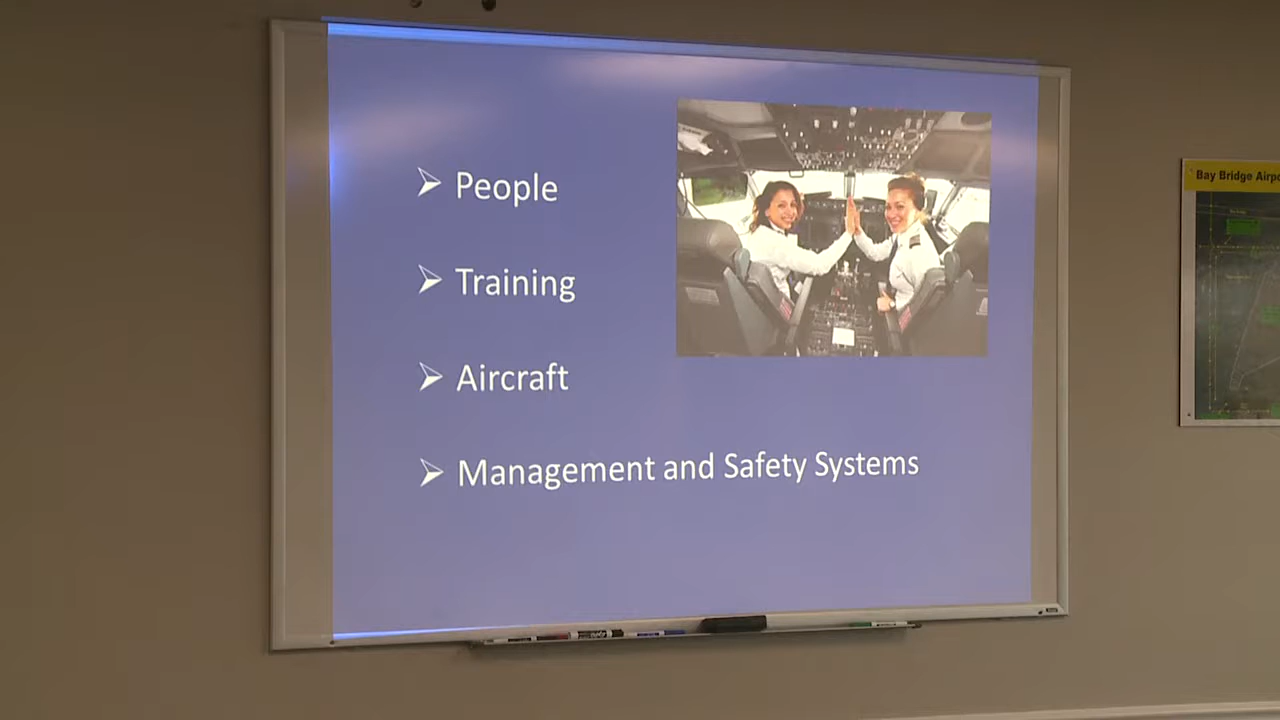 People
Training
Aircraft
Management and Safety Systems
Bay Bridge Airpo